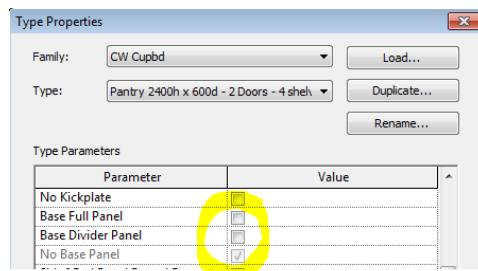 Type Properties
Family: CW Cupbd Load...
Type: Pantry 2400h x 600d - 2 Doors - 4 shelv Duplicate...
Rename...
Type Parameters
Parameter Value
No Kickplate
Base Full Panel
Base Divider Panel
No Base Panel